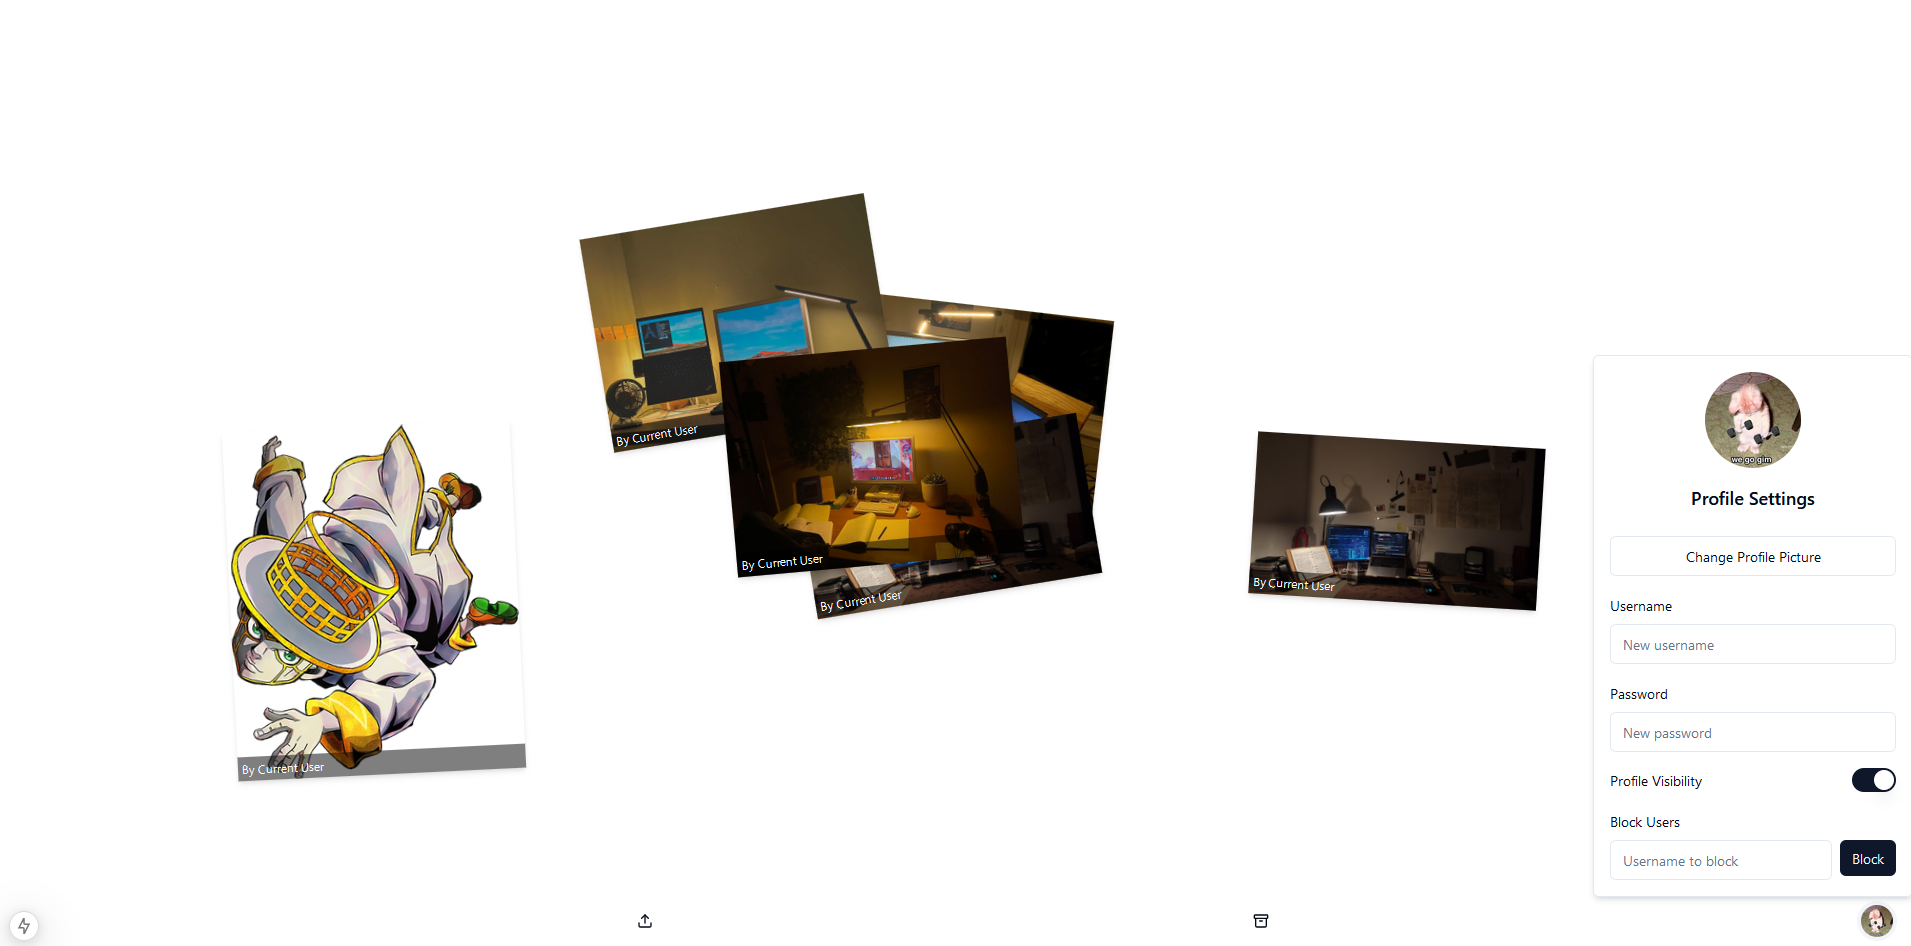 By Current User
By Current User
By Current User
By Current User
By Current User
we go gim
Profile Settings
Change Profile Picture
Username
New username
Password
New password
Profile Visibility
Block Users
Username to block
Block